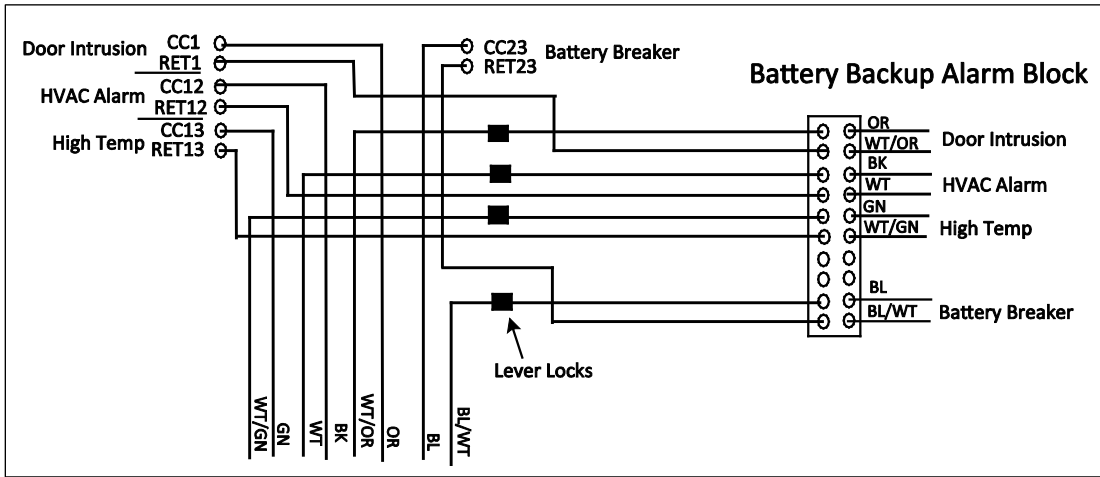 Door Intrusion CC1
RET1
HVAC Alarm CC12
RET12
High Temp CC13
RET13
CC23 Battery Breaker
RET23
Battery Backup Alarm Block
OR
WT/OR Door Intrusion
BK
WT HVAC Alarm
GN
WT/GN High Temp
BL
BL/WT Battery Breaker
Lever Locks
WT/GN
GN
WT
BK
WT/OR
OR
BL
BL/WT